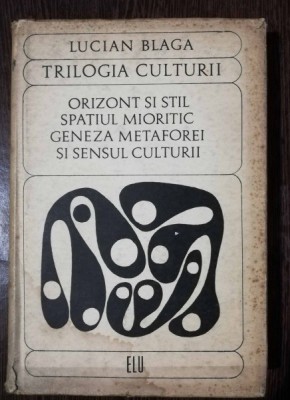 LUCIAN BLAGA
TRILOGIA CULTURII
ORIZONT SI STIL
SPATIUL MIORITIC
GENEZA METAFOREI
SI SENSUL CULTURII
ELU